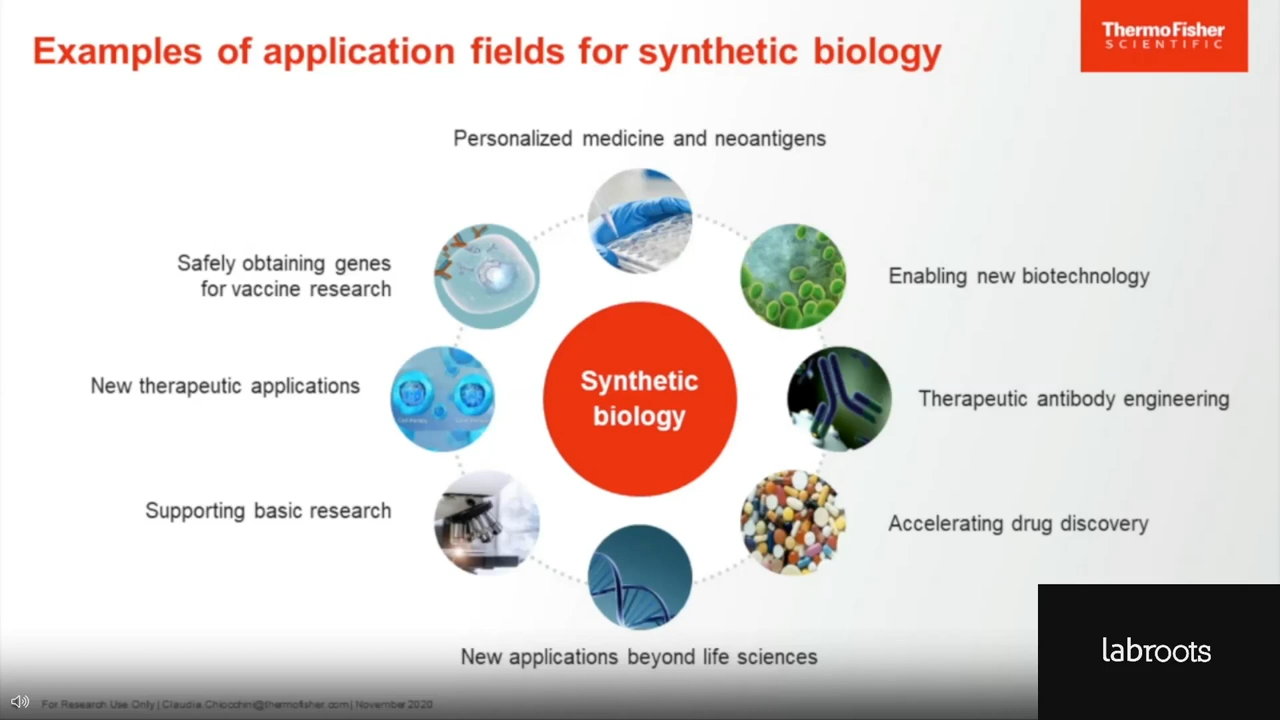 Examples of application fields for synthetic biology
ThermoFisher
SCIENTIFIC
Personalized medicine and neoantigens
Safely obtaining genes
for vaccine research
Enabling new biotechnology
New therapeutic applications
Synthetic
biology
Therapeutic antibody engineering
Supporting basic research
Accelerating drug discovery
New applications beyond life sciences
labroots
For Research Use Only | Claudia.Chiocchini@thermofisher.com | November 2020